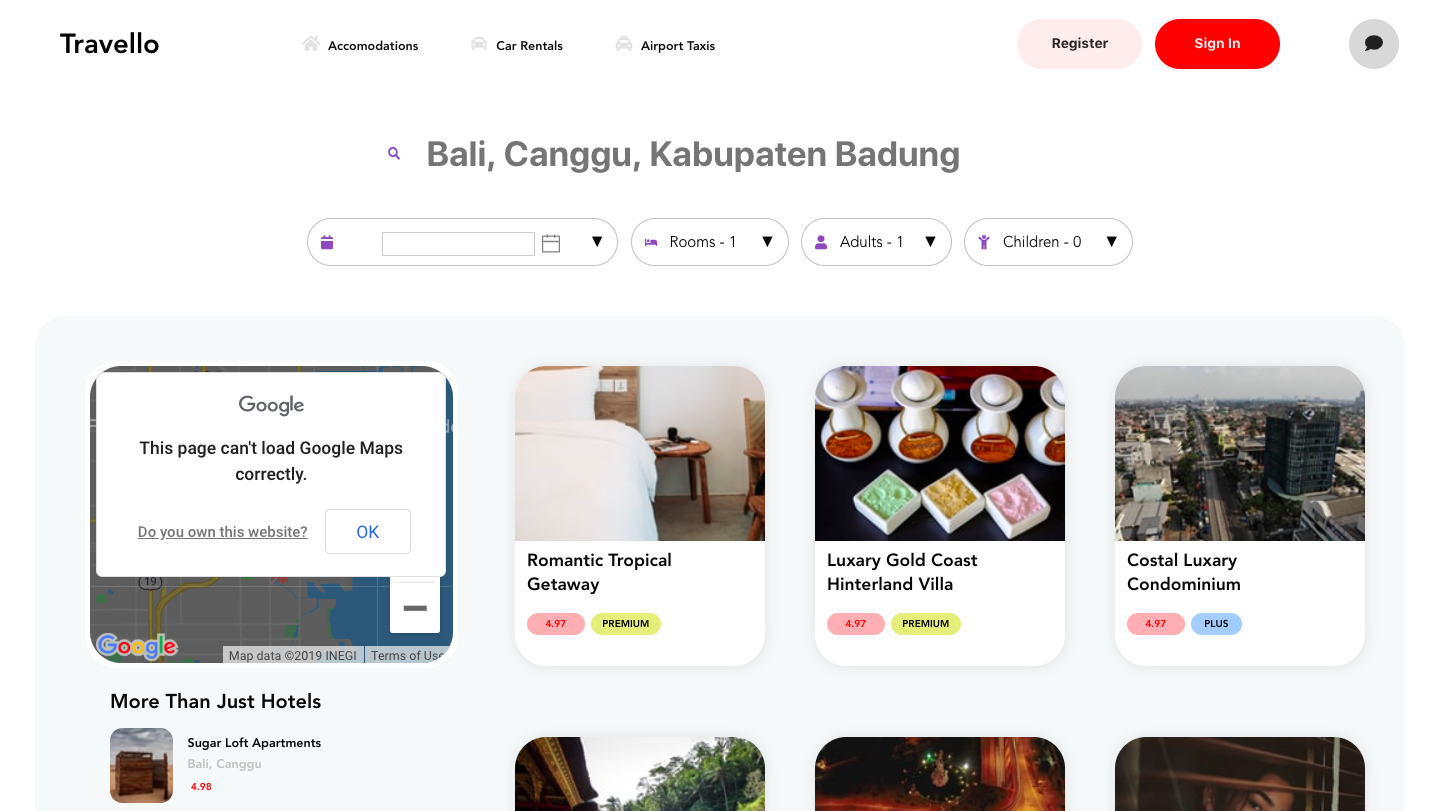 Travello
Accomodations
Car Rentals
Airport Taxis
Register
Sign In
Bali, Canggu, Kabupaten Badung
Rooms - 1
Adults - 1
Children - 0
Google
This page can't load Google Maps
correctly.
Do you own this website?
OK
19
Google
Map data ©2019 INEGI
Terms of Use
Romantic Tropical
Getaway
4.97
PREMIUM
Luxary Gold Coast
Hinterland Villa
4.97
PREMIUM
Costal Luxary
Condominium
4.97
PLUS
More Than Just Hotels
Sugar Loft Apartments
Bali, Canggu
4.98